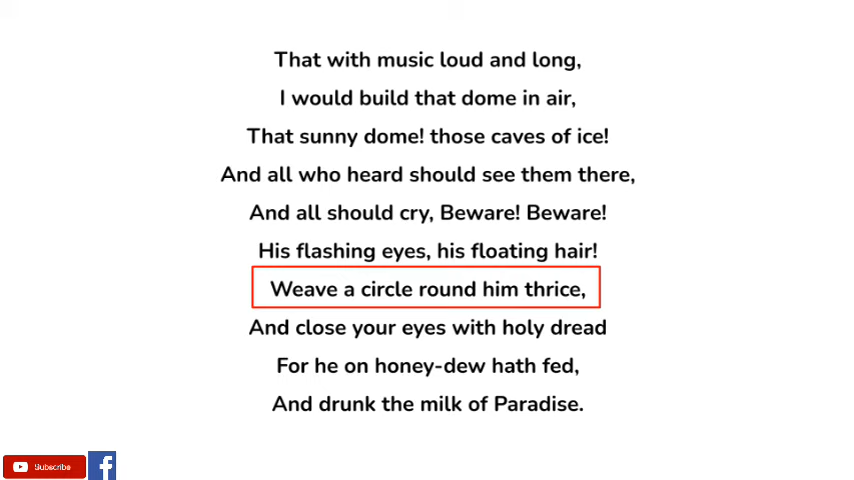 That with music loud and long,
I would build that dome in air,
That sunny dome! those caves of ice!
And all who heard should see them there,
And all should cry, Beware! Beware!
His flashing eyes, his floating hair!
Weave a circle round him thrice,
And close your eyes with holy dread
For he on honey-dew hath fed,
And drunk the milk of Paradise.
Subscribe